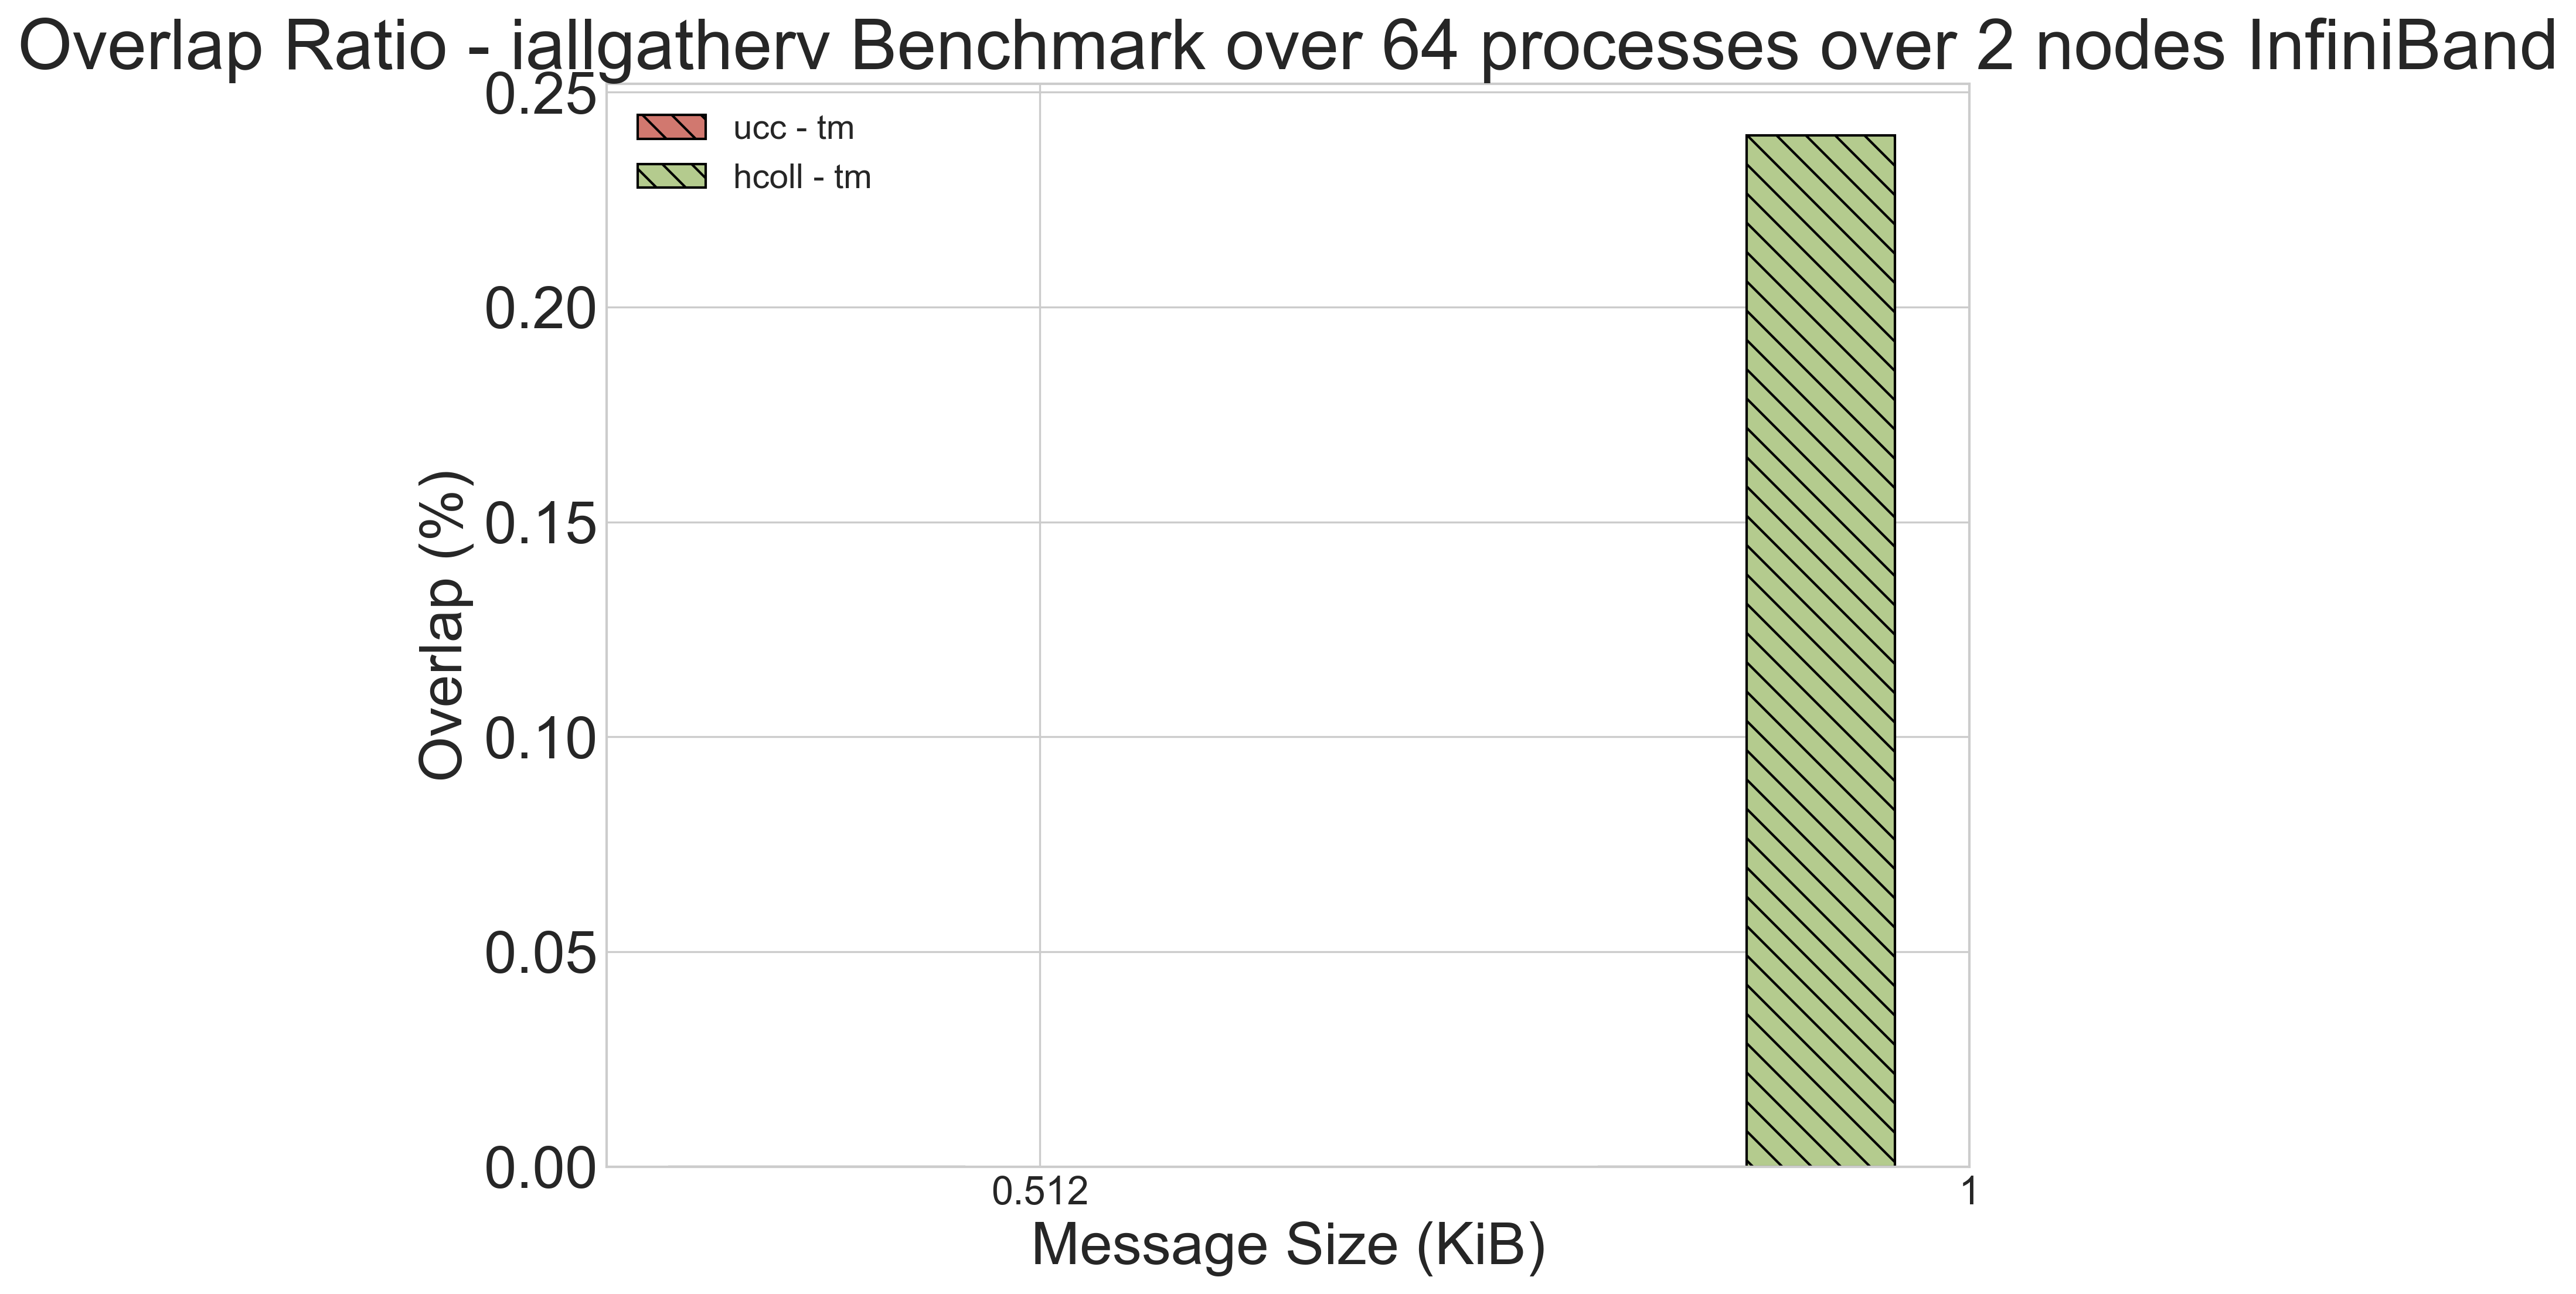 Overlap Ratio - iallgatherv Benchmark over 64 processes over 2 nodes InfiniBand
0.25
ucc - tm
hcoll - tm
0.20
0.15
0.10
0.05
0.00
Overlap (%)
0.512
1
Message Size (KiB)